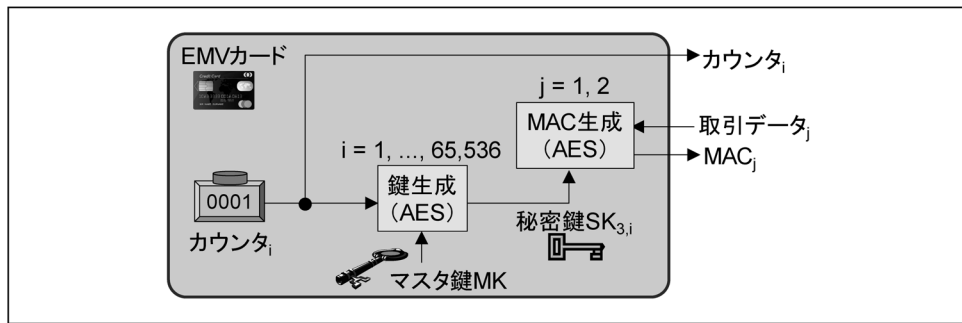 EMVカード
カウンタi
j = 1, 2
MAC生成
(AES)
取引データj
MACj
i = 1, ..., 65,536
鍵生成
(AES)
0001
カウンタi
秘密鍵SK3,i
マスタ鍵MK